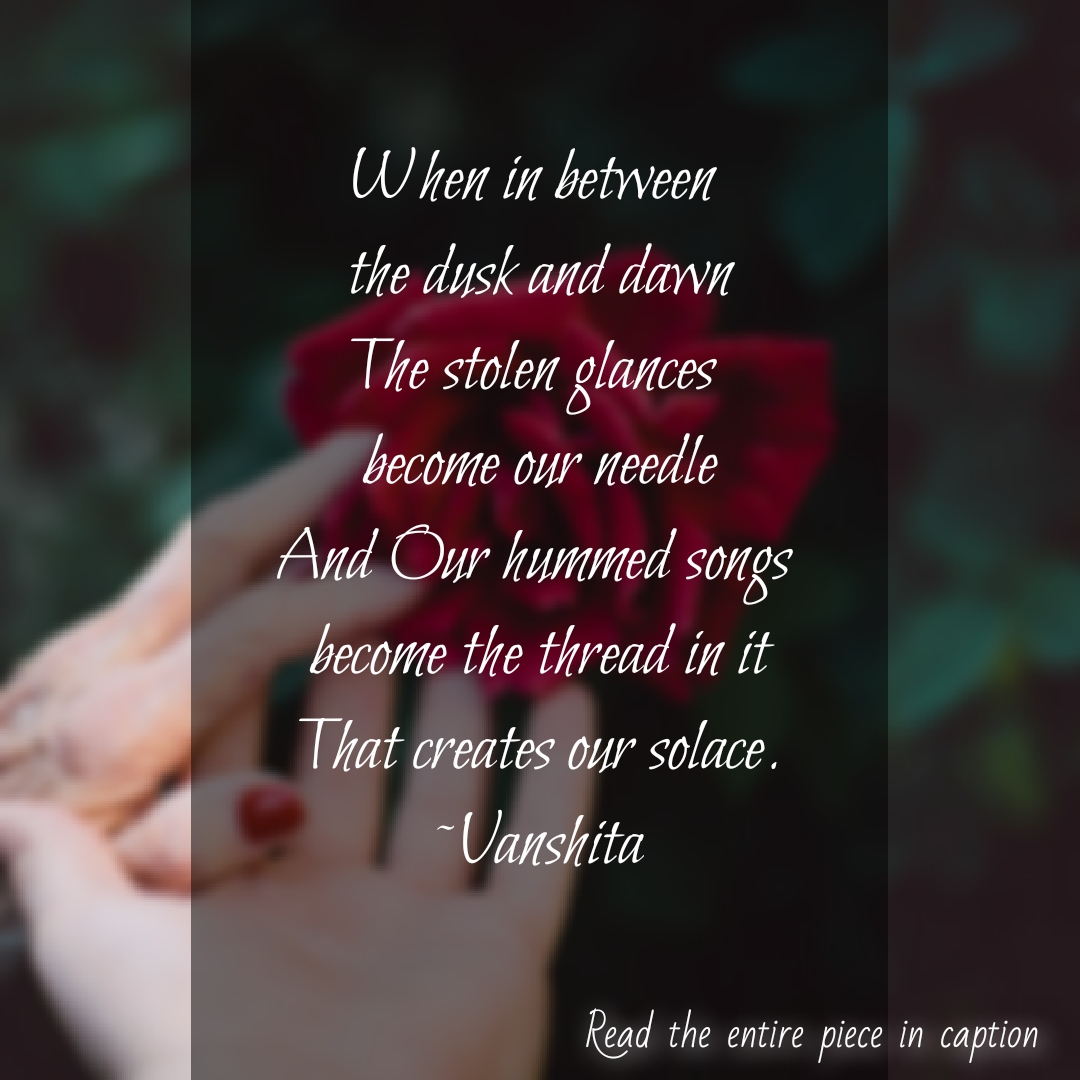 When in between
the dusk and dawn
The stolen glances
become our needle
And Our hummed songs
become the thread in it
That creates our solace.
~Vanshita
Read the entire piece in caption